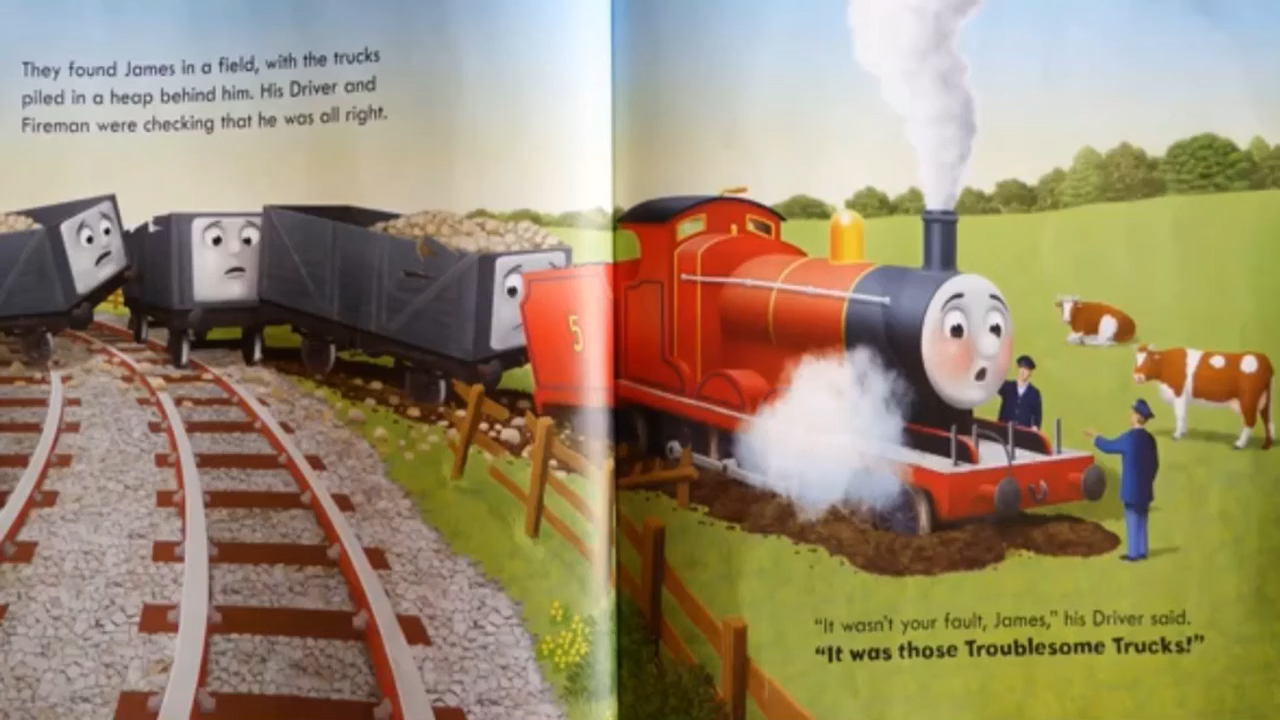 They found James in a field, with the trucks
piled in a heap behind him. His Driver and
Fireman were checking that he was all right.
5
"It wasn't your fault, James," his Driver said.
"It was those Troublesome Trucks!"